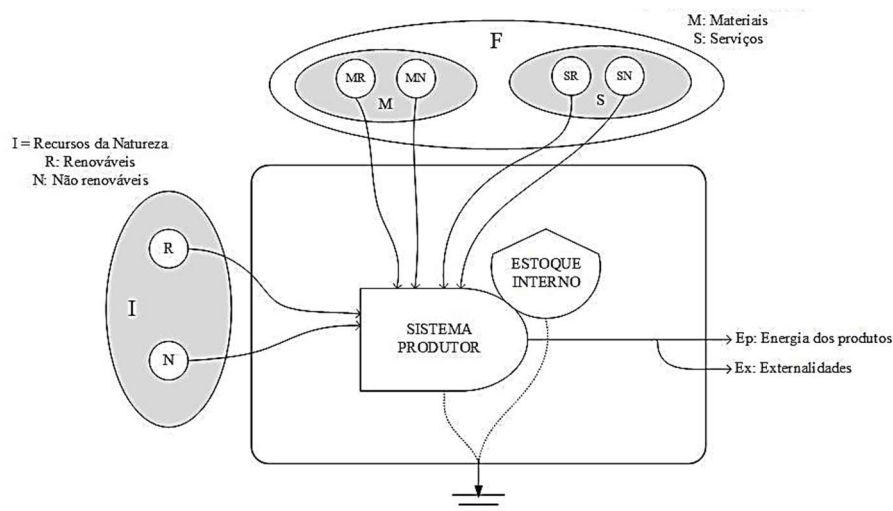 M: Materiais
S: Serviços
F
MR
MN
M
SR
SN
S
I = Recursos da Natureza
R: Renováveis
N: Não renováveis
I
R
N
ESTOQUE
INTERNO
SISTEMA
PRODUTOR
Ep: Energia dos produtos
Ex: Externalidades